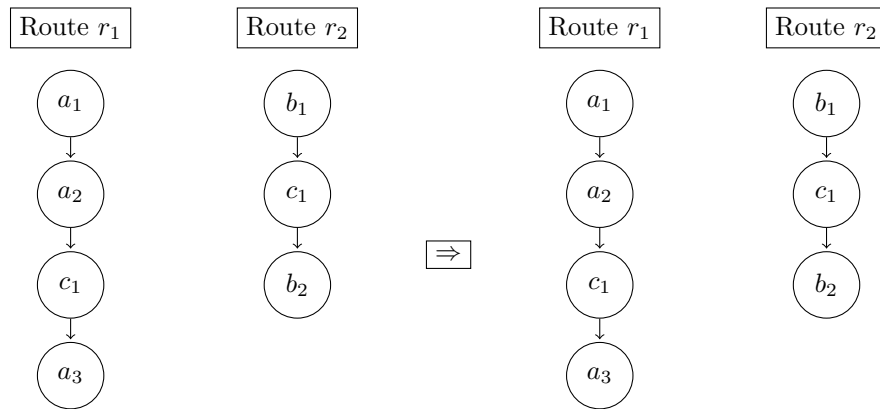 Route r₁ Route r₂ Route r₁ Route r₂
a₁ b₁ a₁ b₁
a₂ c₁ a₂ c₁
c₁ b₂ ⇒ c₁ b₂
a₃ a₃